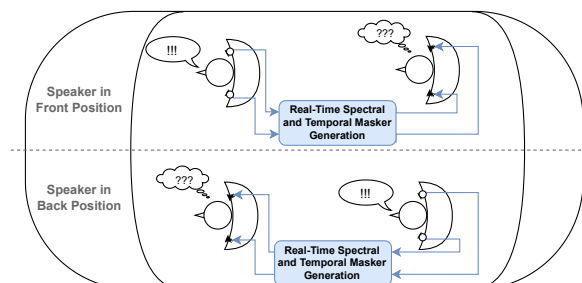 !!!
???
Speaker in
Front Position
Real-Time Spectral
and Temporal Masker
Generation
Speaker in
Back Position
???
!!!
Real-Time Spectral
and Temporal Masker
Generation